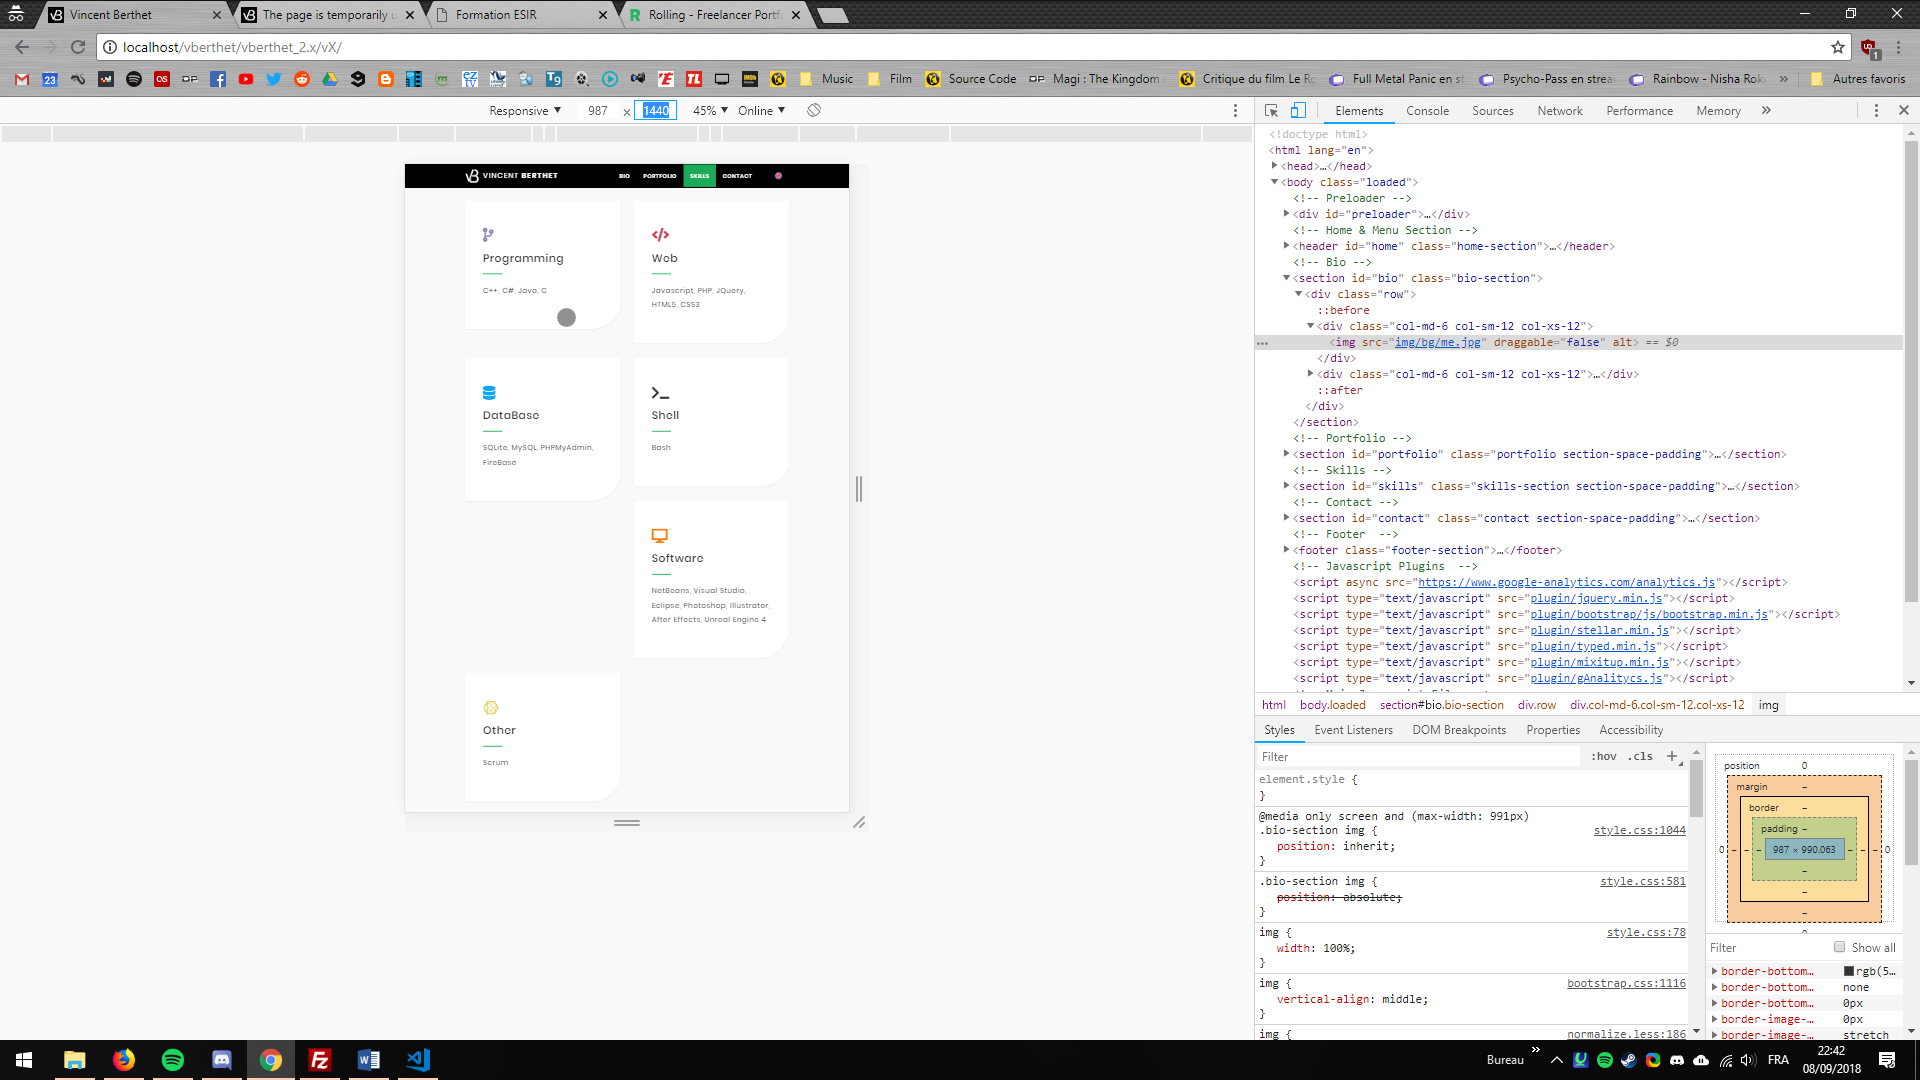 Vincent Berthet
The page is temporarily u
Formation ESIR
Rolling - Freelancer Portf
localhost/vberthet/vberthet_2.x/vX/
Music
Film
Source Code
Magi : The Kingdom
Critique du film Le Ro
Full Metal Panic en st
Psycho-Pass en strea
Rainbow - Nisha Rok
»
Autres favoris
Responsive ▼
987
×
1440
45% ▼
Online ▼
Elements
Console
Sources
Network
Performance
Memory
»
VINCENT BERTHET
BIO
PORTFOLIO
SKILLS
CONTACT
Programming
C++, C#, Java, C
Web
Javascript, PHP, JQuery,
HTML5, CSS3
DataBase
SQLite, MySQL, PHPMyAdmin,
FireBase
Shell
Bash
Software
NetBeans, Visual Studio,
Eclipse, Photoshop, Illustrator,
After Effects, Unreal Engine 4
Other
Scrum
<!doctype html>
<html lang="en">
<head>…</head>
<body class="loaded">
<!-- Preloader -->
<div id="preloader">…</div>
<!-- Home & Menu Section -->
<header id="home" class="home-section">…</header>
<!-- Bio -->
<section id="bio" class="bio-section">
<div class="row">
::before
<div class="col-md-6 col-sm-12 col-xs-12">
<img src="img/bg/me.jpg" draggable="false" alt> == $0
</div>
<div class="col-md-6 col-sm-12 col-xs-12">…</div>
::after
</div>
</section>
<!-- Portfolio -->
<section id="portfolio" class="portfolio section-space-padding">…</section>
<!-- Skills -->
<section id="skills" class="skills-section section-space-padding">…</section>
<!-- Contact -->
<section id="contact" class="contact section-space-padding">…</section>
<!-- Footer -->
<footer class="footer-section">…</footer>
<!-- Javascript Plugins -->
<script async src="https://www.google-analytics.com/analytics.js"></script>
<script type="text/javascript" src="plugin/jquery.min.js"></script>
<script type="text/javascript" src="plugin/bootstrap/js/bootstrap.min.js"></script>
<script type="text/javascript" src="plugin/stellar.min.js"></script>
<script type="text/javascript" src="plugin/typed.min.js"></script>
<script type="text/javascript" src="plugin/mixitup.min.js"></script>
<script type="text/javascript" src="plugin/gAnalitycs.js"></script>
html body.loaded section#bio.bio-section div.row div.col-md-6.col-sm-12.col-xs-12 img
Styles
Event Listeners
DOM Breakpoints
Properties
Accessibility
Filter
:hov .cls +
element.style {
}
@media only screen and (max-width: 991px)
.bio-section img { style.css:1044
position: inherit;
}
.bio-section img { style.css:581
position: absolute;
}
img { style.css:78
width: 100%;
}
img { bootstrap.css:1116
vertical-align: middle;
}
img { normalize.less:186
position 0
margin –
border –
padding –
0 – – – 987 × 990.063 – – – 0
–
–
–
Filter
Show all
border-bottom… rgb(5…
border-bottom… none
border-bottom… 0px
border-image-… 0px
border-image-… stretch
Bureau
»
FRA
22:42
08/09/2018